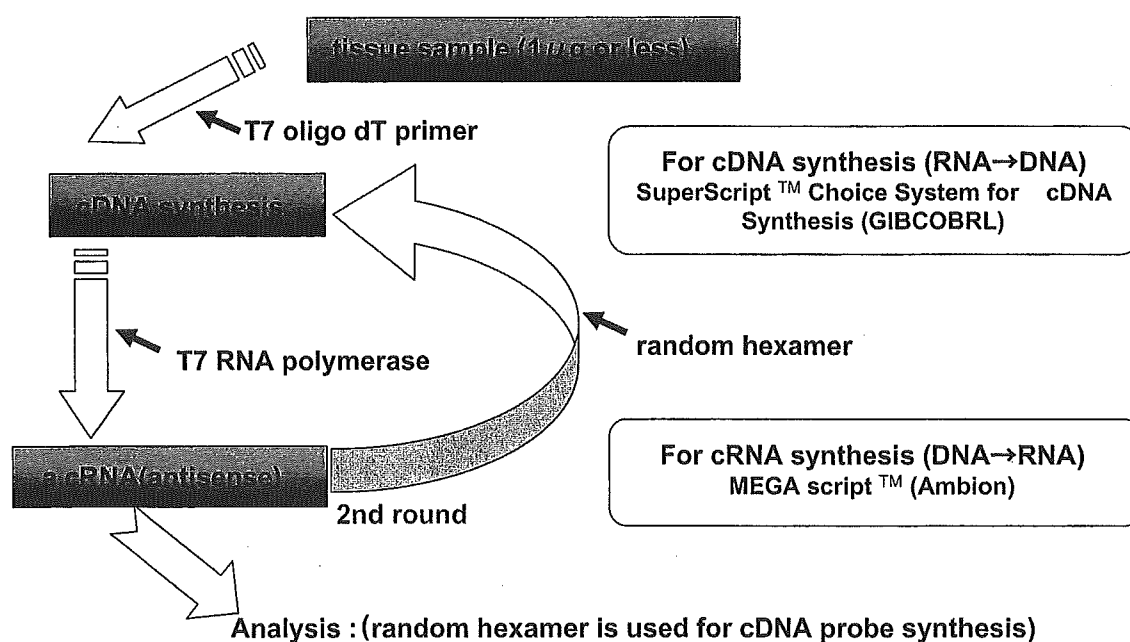 tissue sample (1μg or less)
T7 oligo dT primer
For cDNA synthesis (RNA→DNA)
SuperScript ™ Choice System for cDNA
Synthesis (GIBCOBRL)
cDNA synthesis
random hexamer
T7 RNA polymerase
For cRNA synthesis (DNA→RNA)
MEGA script ™ (Ambion)
a cRNA(antisense)
2nd round
Analysis : (random hexamer is used for cDNA probe synthesis)